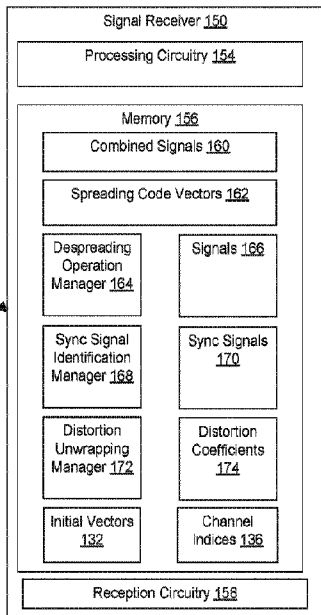 Signal Receiver 150
Processing Circuitry 154
Memory 156
Combined Signals 160
Spreading Code Vectors 162
Despreading
Operation
Manager
164
Signals 166
Sync Signal
Identification
Manager 168
Sync Signals
170
Distortion
Unwrapping
Manager 172
Distortion
Coefficients
174
Initial Vectors
132
Channel
Indices 136
Reception Circuitry 158